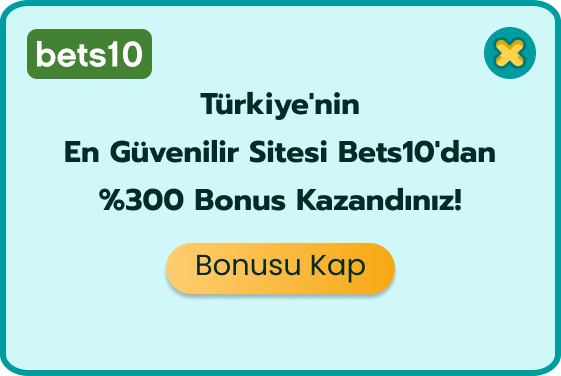 bets10
Türkiye'nin
En Güvenilir Sitesi Bets10'dan
%300 Bonus Kazandınız!
Bonusu Kap